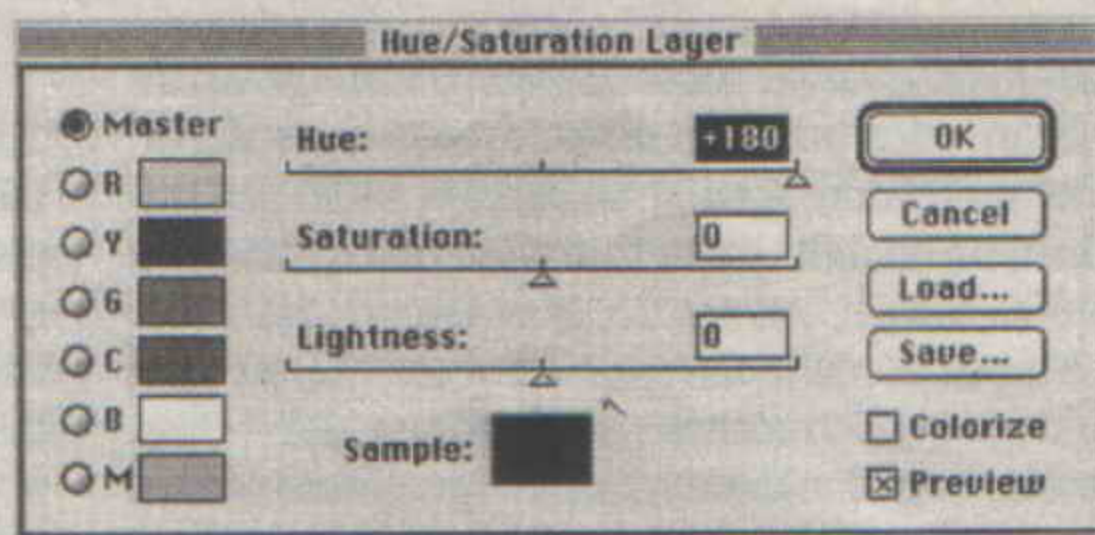 Hue/Saturation Layer
Master
R
Y
G
C
B
M
Hue: +180
Saturation: 0
Lightness: 0
Sample:
OK
Cancel
Load...
Save...
Colorize
Preview